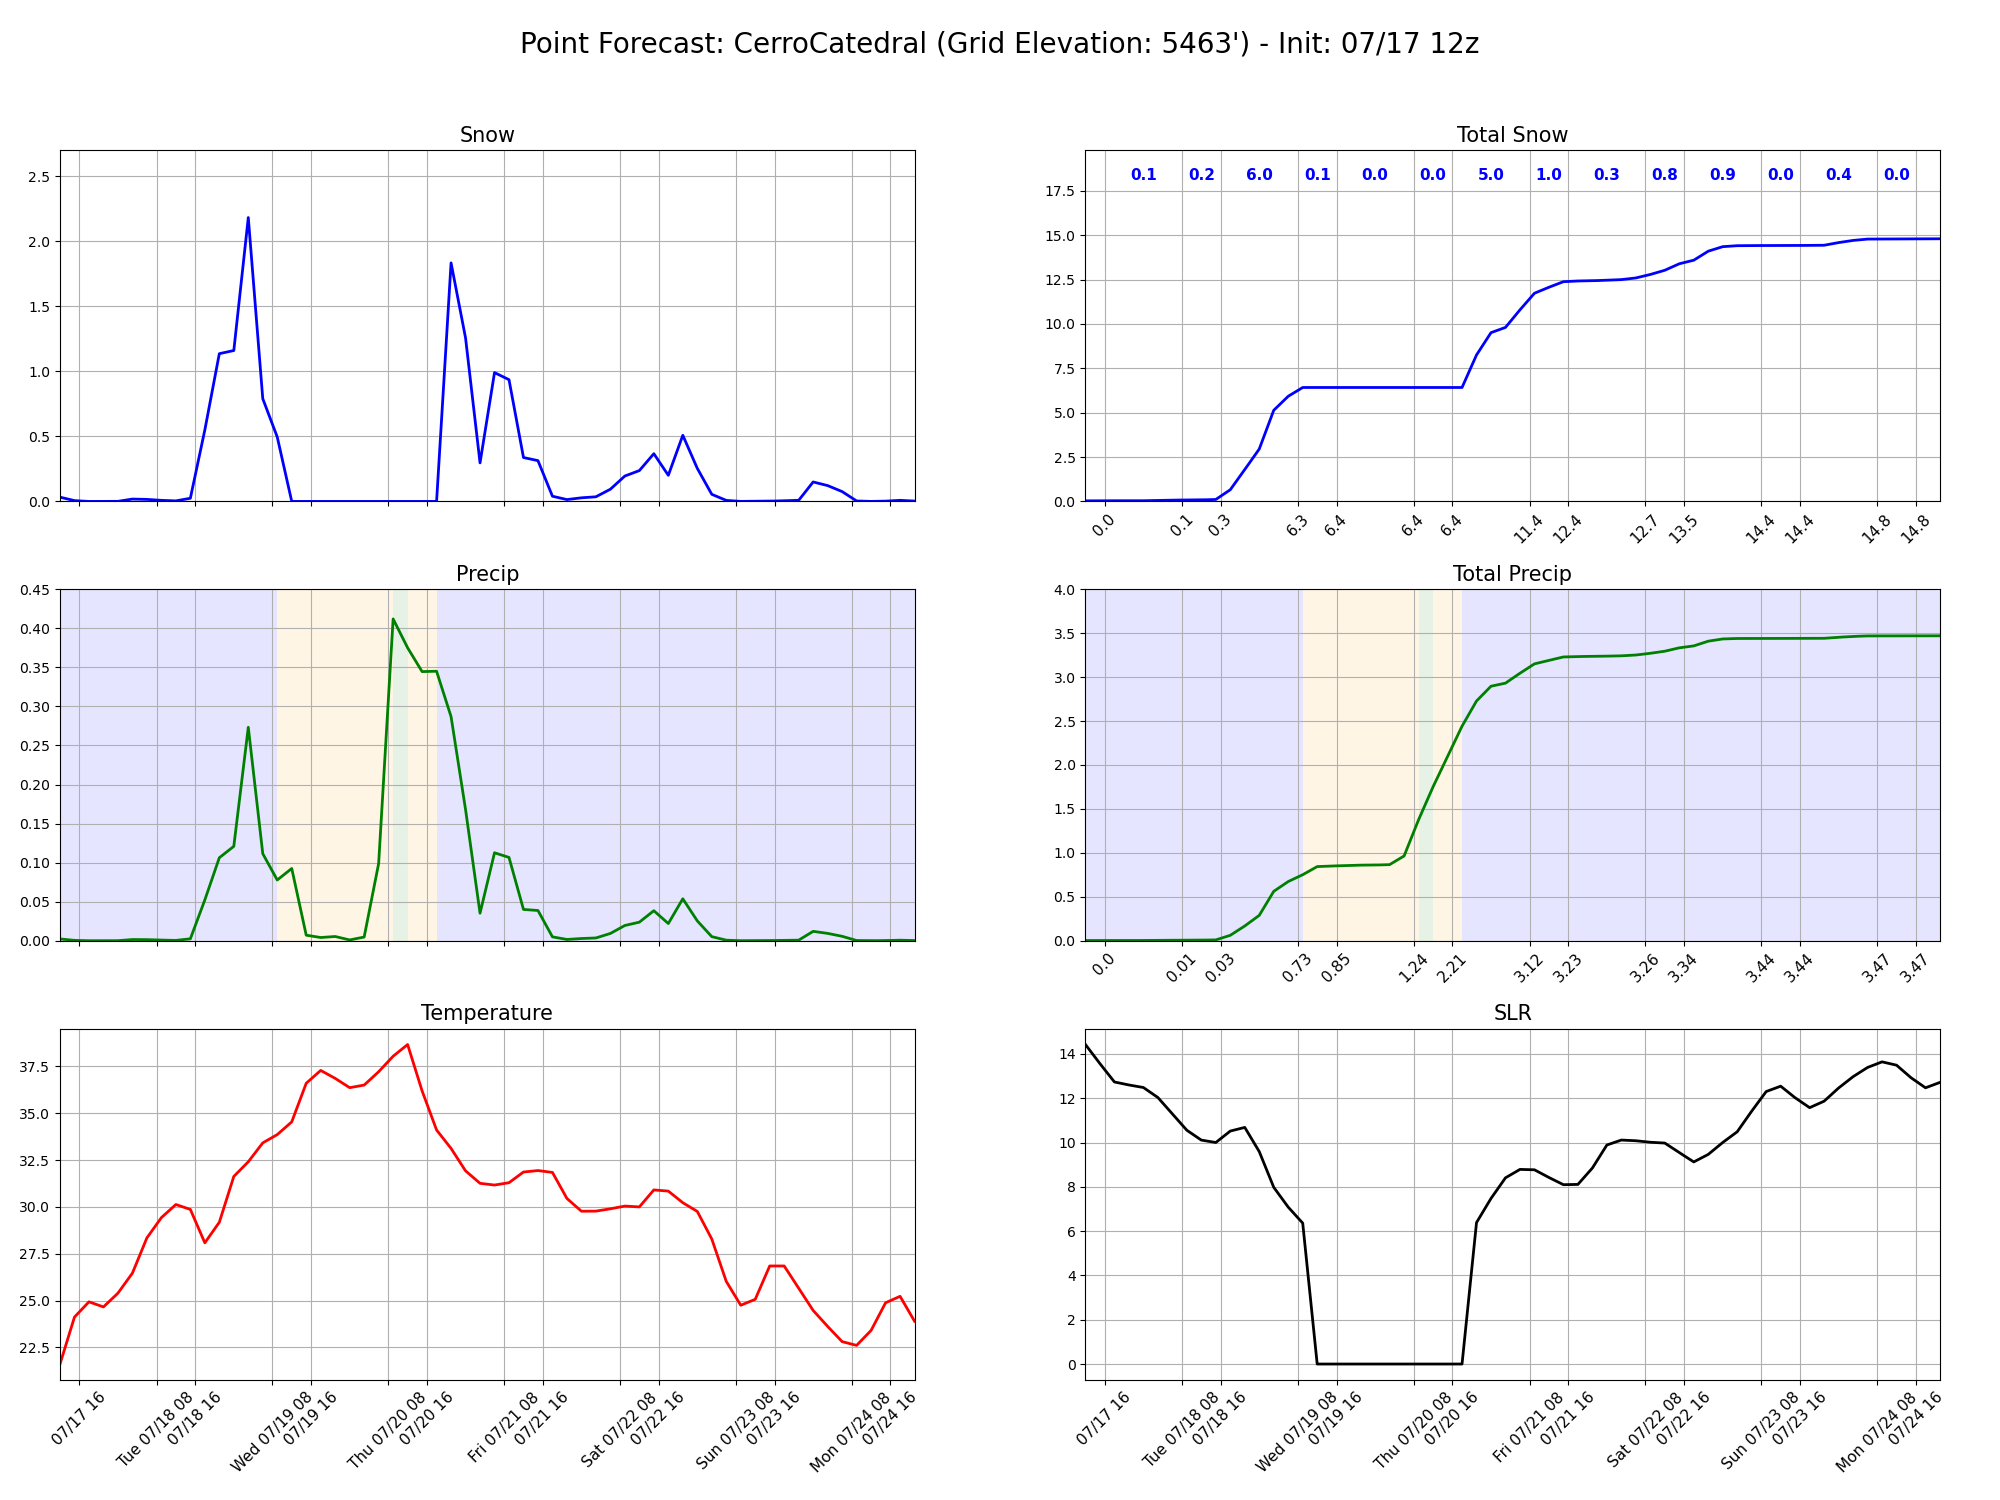 Point Forecast: CerroCatedral (Grid Elevation: 5463') - Init: 07/17 12z
Snow
2.5
2.0
1.5
1.0
0.5
0.0
Total Snow
0.1 0.2 6.0 0.1 0.0 0.0 5.0 1.0 0.3 0.8 0.9 0.0 0.4 0.0
17.5
15.0
12.5
10.0
7.5
5.0
2.5
0.0
0.0 0.1 0.3 6.3 6.4 6.4 6.4 11.4 12.4 12.7 13.5 14.4 14.4 14.8 14.8
Precip
0.45
0.40
0.35
0.30
0.25
0.20
0.15
0.10
0.05
0.00
Total Precip
4.0
3.5
3.0
2.5
2.0
1.5
1.0
0.5
0.0
0.0 0.01 0.03 0.73 0.85 1.24 2.21 3.12 3.23 3.26 3.34 3.44 3.44 3.47 3.47
Temperature
37.5
35.0
32.5
30.0
27.5
25.0
22.5
07/17 16
Tue 07/18 08
07/18 16
Wed 07/19 08
07/19 16
Thu 07/20 08
07/20 16
Fri 07/21 08
07/21 16
Sat 07/22 08
07/22 16
Sun 07/23 08
07/23 16
Mon 07/24 08
07/24 16
SLR
14
12
10
8
6
4
2
0
07/17 16
Tue 07/18 08
07/18 16
Wed 07/19 08
07/19 16
Thu 07/20 08
07/20 16
Fri 07/21 08
07/21 16
Sat 07/22 08
07/22 16
Sun 07/23 08
07/23 16
Mon 07/24 08
07/24 16